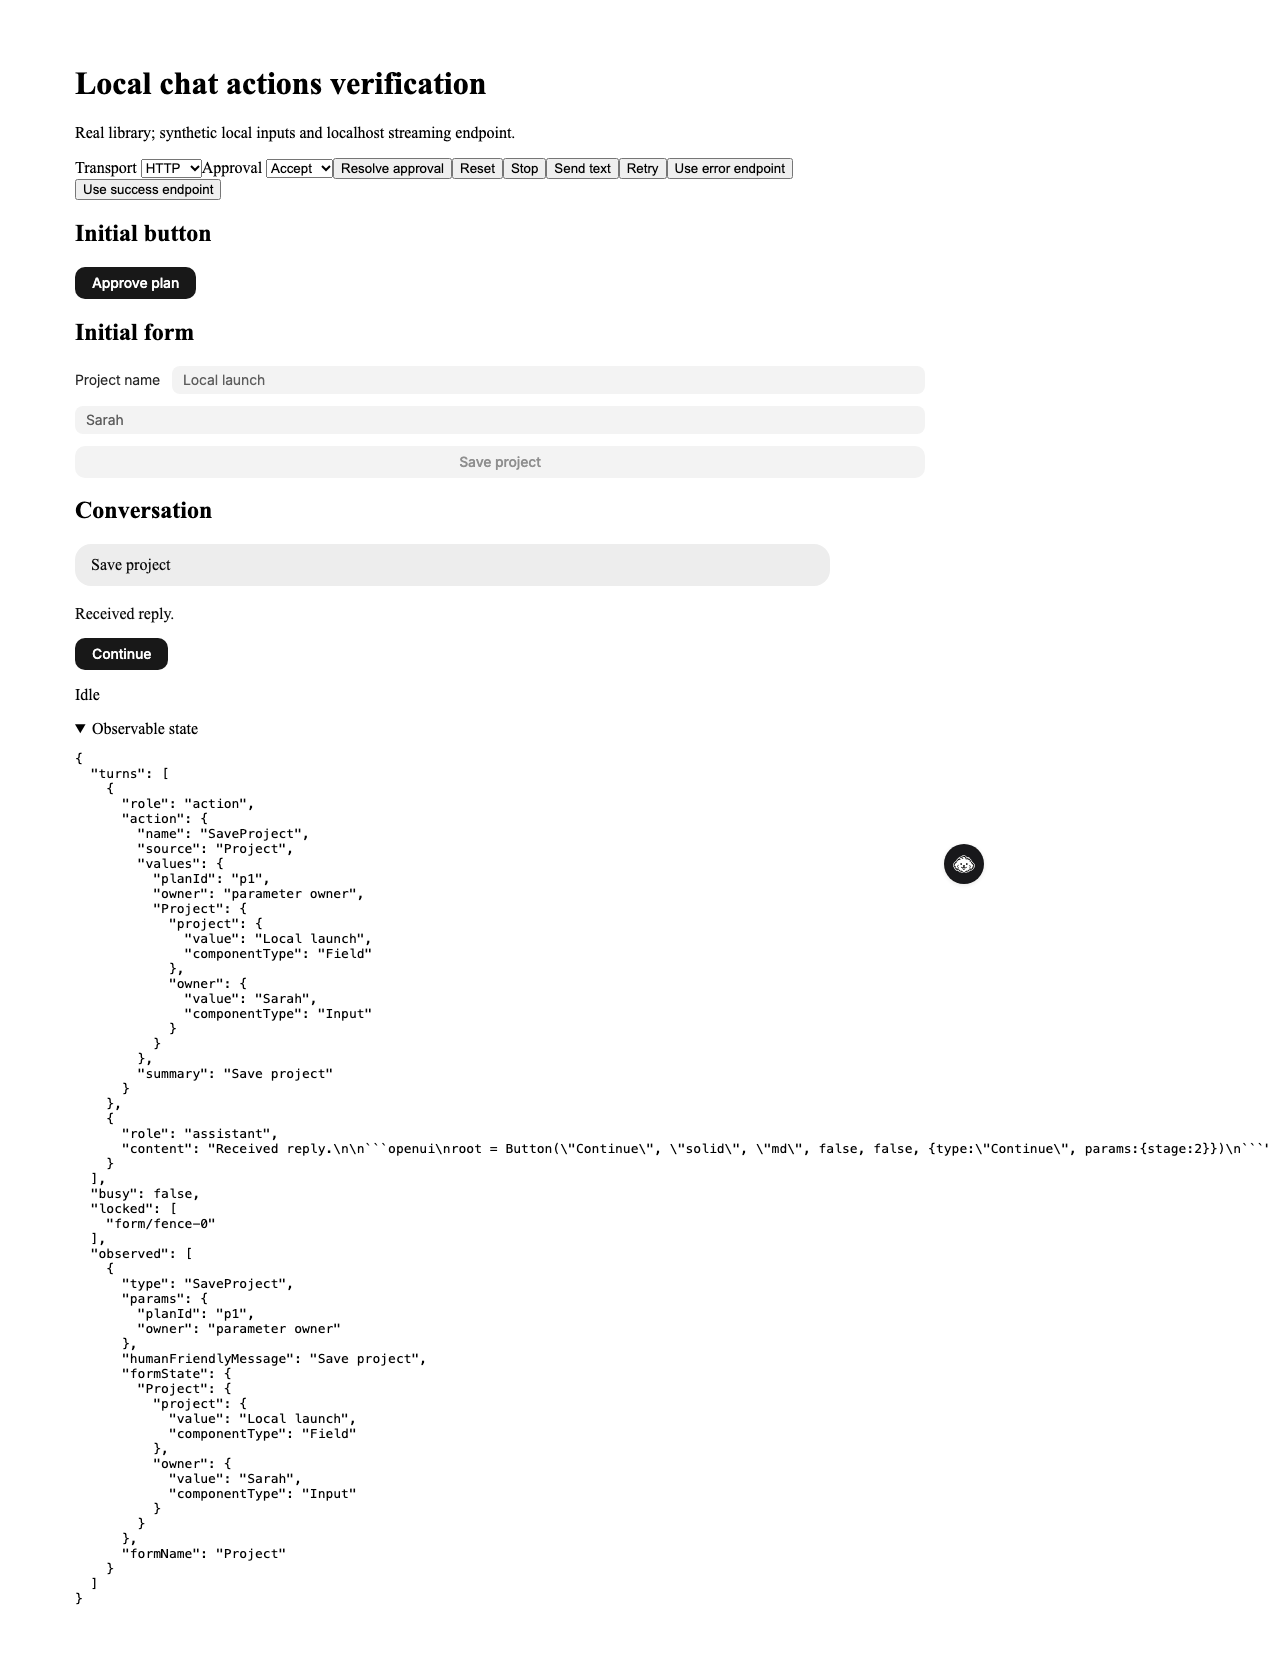 Local chat actions verification
Real library; synthetic local inputs and localhost streaming endpoint.
Transport HTTP Approval Accept Resolve approval Reset Stop Send text Retry Use error endpoint
Use success endpoint
Initial button
Approve plan
Initial form
Project name Local launch
Sarah
Save project
Conversation
Save project
Received reply.
Continue
Idle
▼ Observable state
{
  "turns": [
    {
      "role": "action",
      "action": {
        "name": "SaveProject",
        "source": "Project",
        "values": {
          "planId": "p1",
          "owner": "parameter owner",
          "Project": {
            "project": {
              "value": "Local launch",
              "componentType": "Field"
            },
            "owner": {
              "value": "Sarah",
              "componentType": "Input"
            }
          }
        },
        "summary": "Save project"
      }
    },
    {
      "role": "assistant",
      "content": "Received reply.\n\n```openui\nroot = Button(\"Continue\", \"solid\", \"md\", false, false, {type:\"Continue\", params:{stage:2}})\n```"
    }
  ],
  "busy": false,
  "locked": [
    "form/fence-0"
  ],
  "observed": [
    {
      "type": "SaveProject",
      "params": {
        "planId": "p1",
        "owner": "parameter owner"
      },
      "humanFriendlyMessage": "Save project",
      "formState": {
        "Project": {
          "project": {
            "value": "Local launch",
            "componentType": "Field"
          },
          "owner": {
            "value": "Sarah",
            "componentType": "Input"
          }
        }
      },
      "formName": "Project"
    }
  ]
}